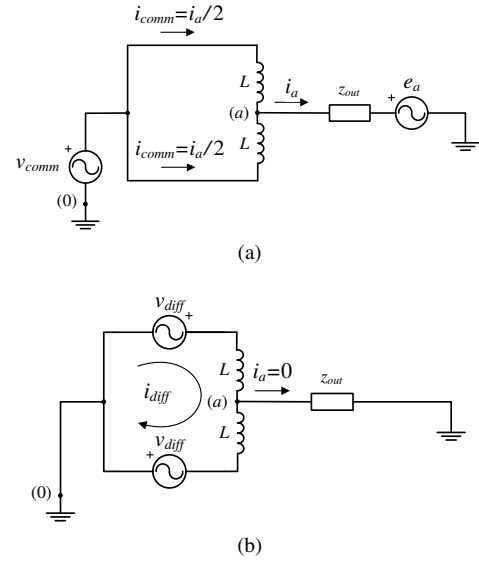 i_comm=i_a/2
L
i_a
z_out
+
e_a
(a)
i_comm=i_a/2
L
+
v_comm
(0)
(a)
v_diff
+
L
i_a=0
z_out
i_diff
(a)
L
v_diff
+
(0)
(b)